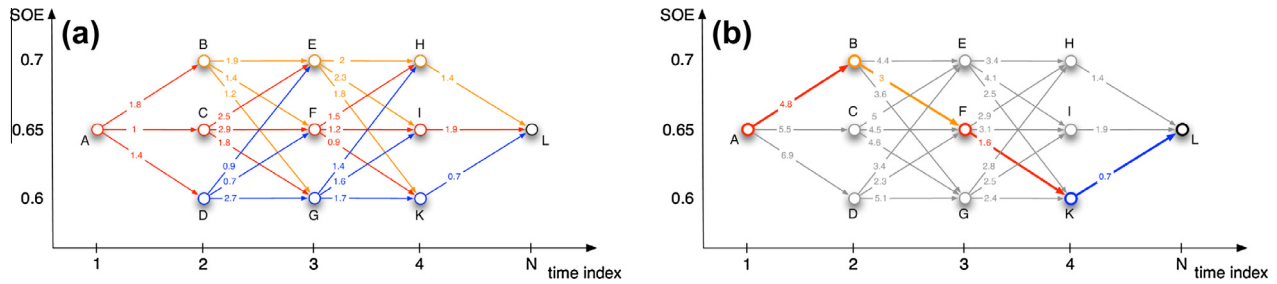 SOE
(a)
B
E
H
0.7
1.9
2
1.4
2.3
1.2
1.8
1.4
1.8
C
2.5
F
1.5
I
0.65
1
2.9
1.2
1.9
A
1.8
0.9
L
1.4
0.9
1.4
0.7
1.6
0.7
0.6
2.7
1.7
D
G
K
1
2
3
4
N
time index
SOE
(b)
B
E
H
0.7
4.4
3.4
3
4.1
1.4
3.6
2.5
4.8
C
5
F
2.9
I
0.65
5.5
4.5
3.1
1.9
A
4.6
1.6
L
6.9
3.4
2.8
2.3
2.5
0.7
0.6
5.1
2.4
D
G
K
1
2
3
4
N
time index